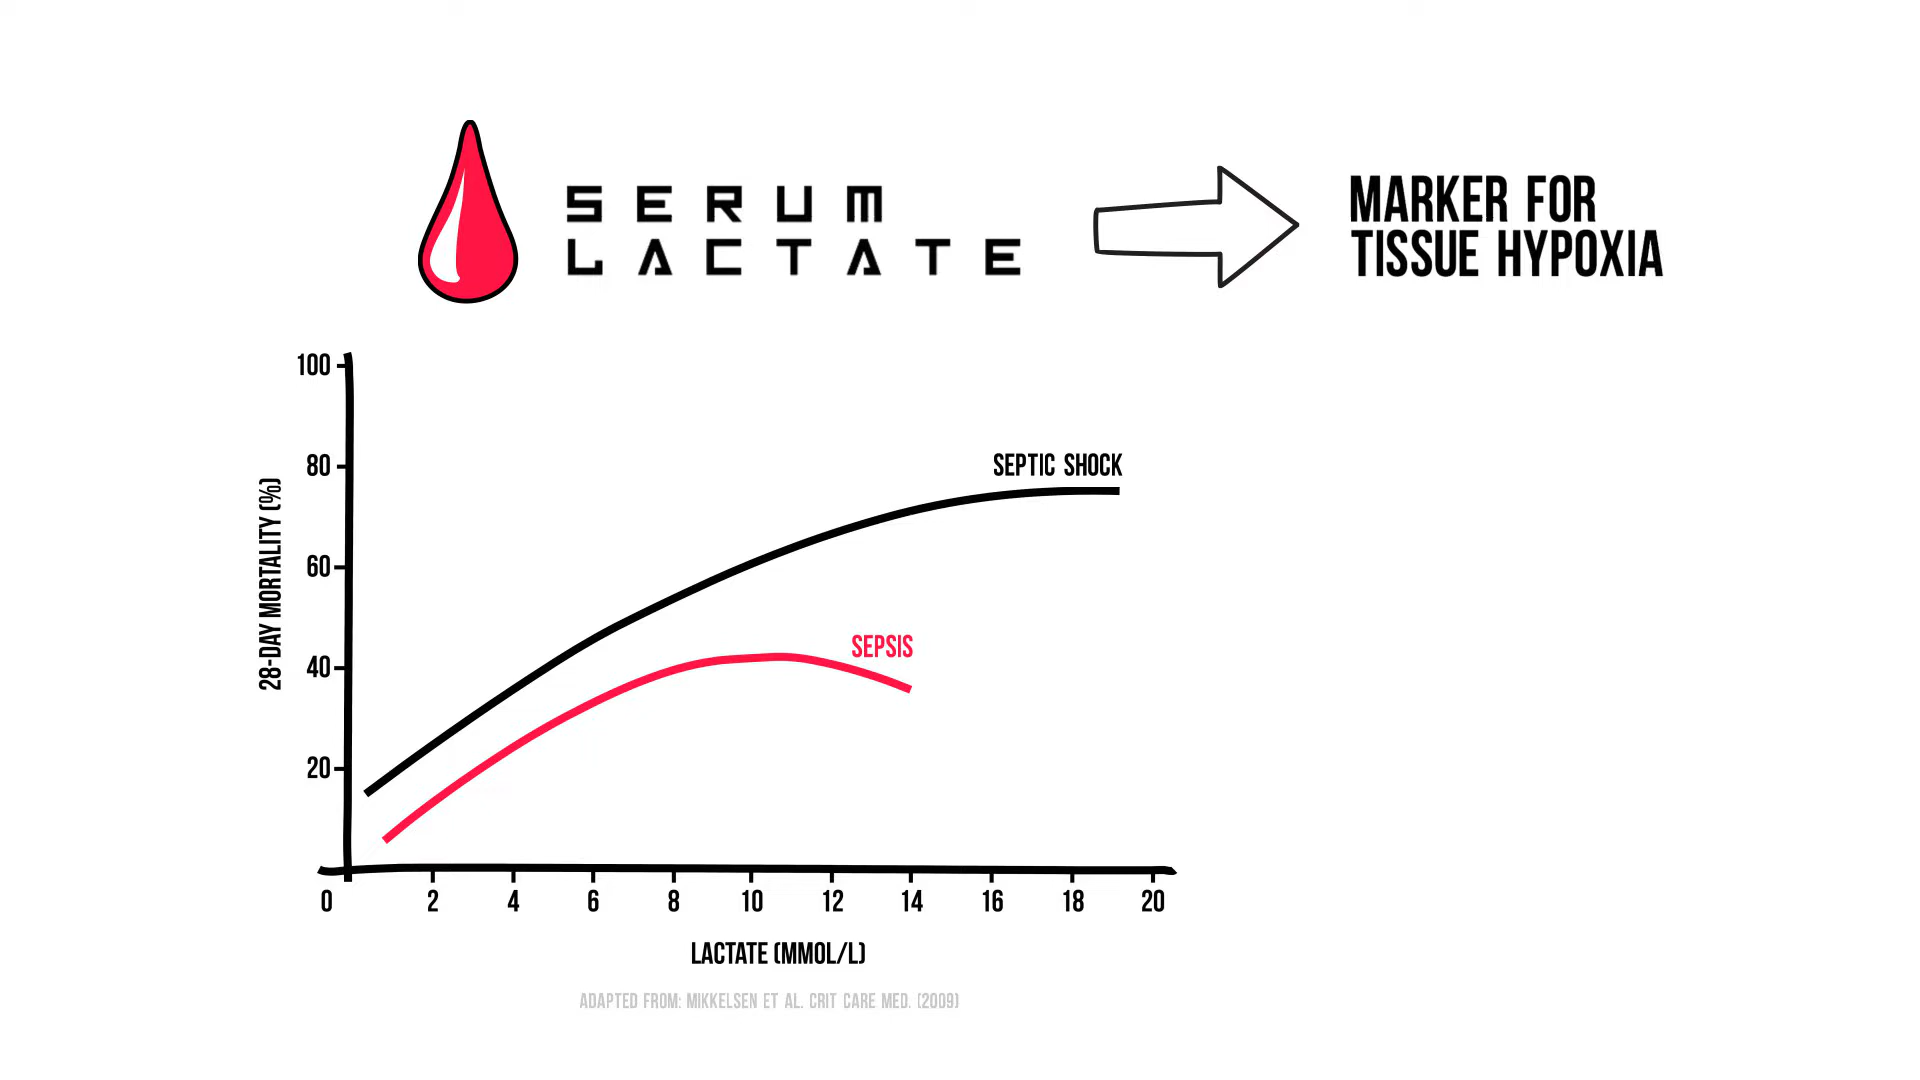 SERUM
LACTATE
MARKER FOR
TISSUE HYPOXIA
100
80
60
40
20
28-DAY MORTALITY (%)
SEPTIC SHOCK
SEPSIS
0 2 4 6 8 10 12 14 16 18 20
LACTATE (MMOL/L)
ADAPTED FROM: MIKKELSEN ET AL. CRIT CARE MED. (2009)